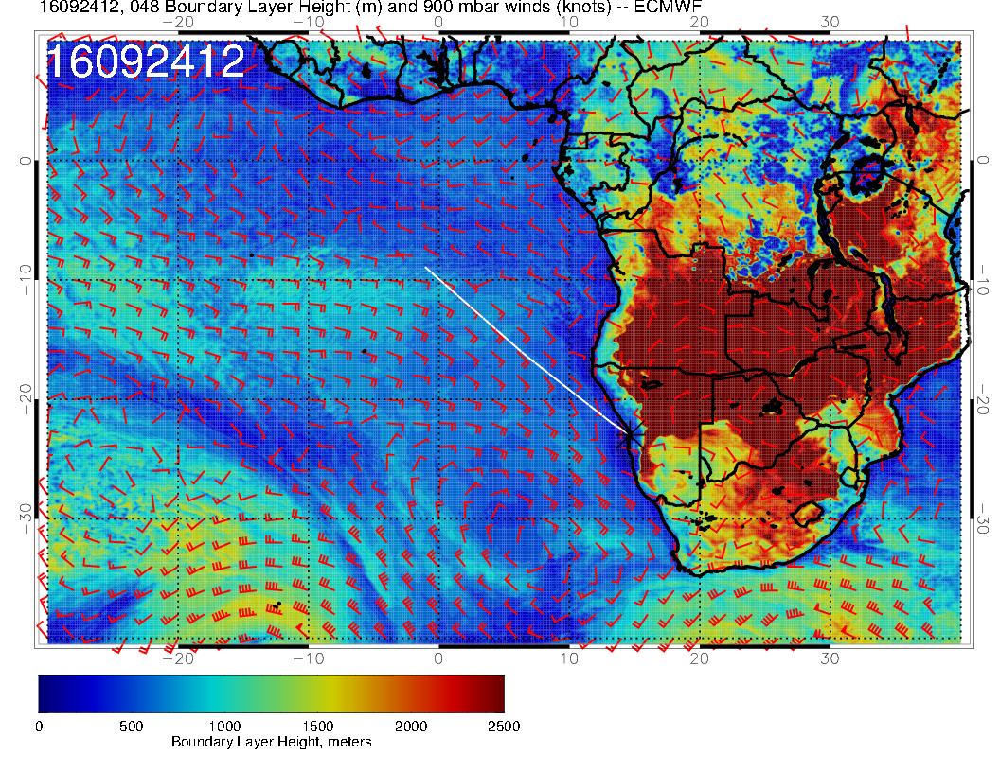 16092412, 048 Boundary Layer Height (m) and 900 mbar winds (knots) -- ECMWF
-20 -10 0 10 20 30
16092412
0 0
-10 -10
-20 -20
-30 -30
-20 -10 0 10 20 30
0 500 1000 1500 2000 2500
Boundary Layer Height, meters